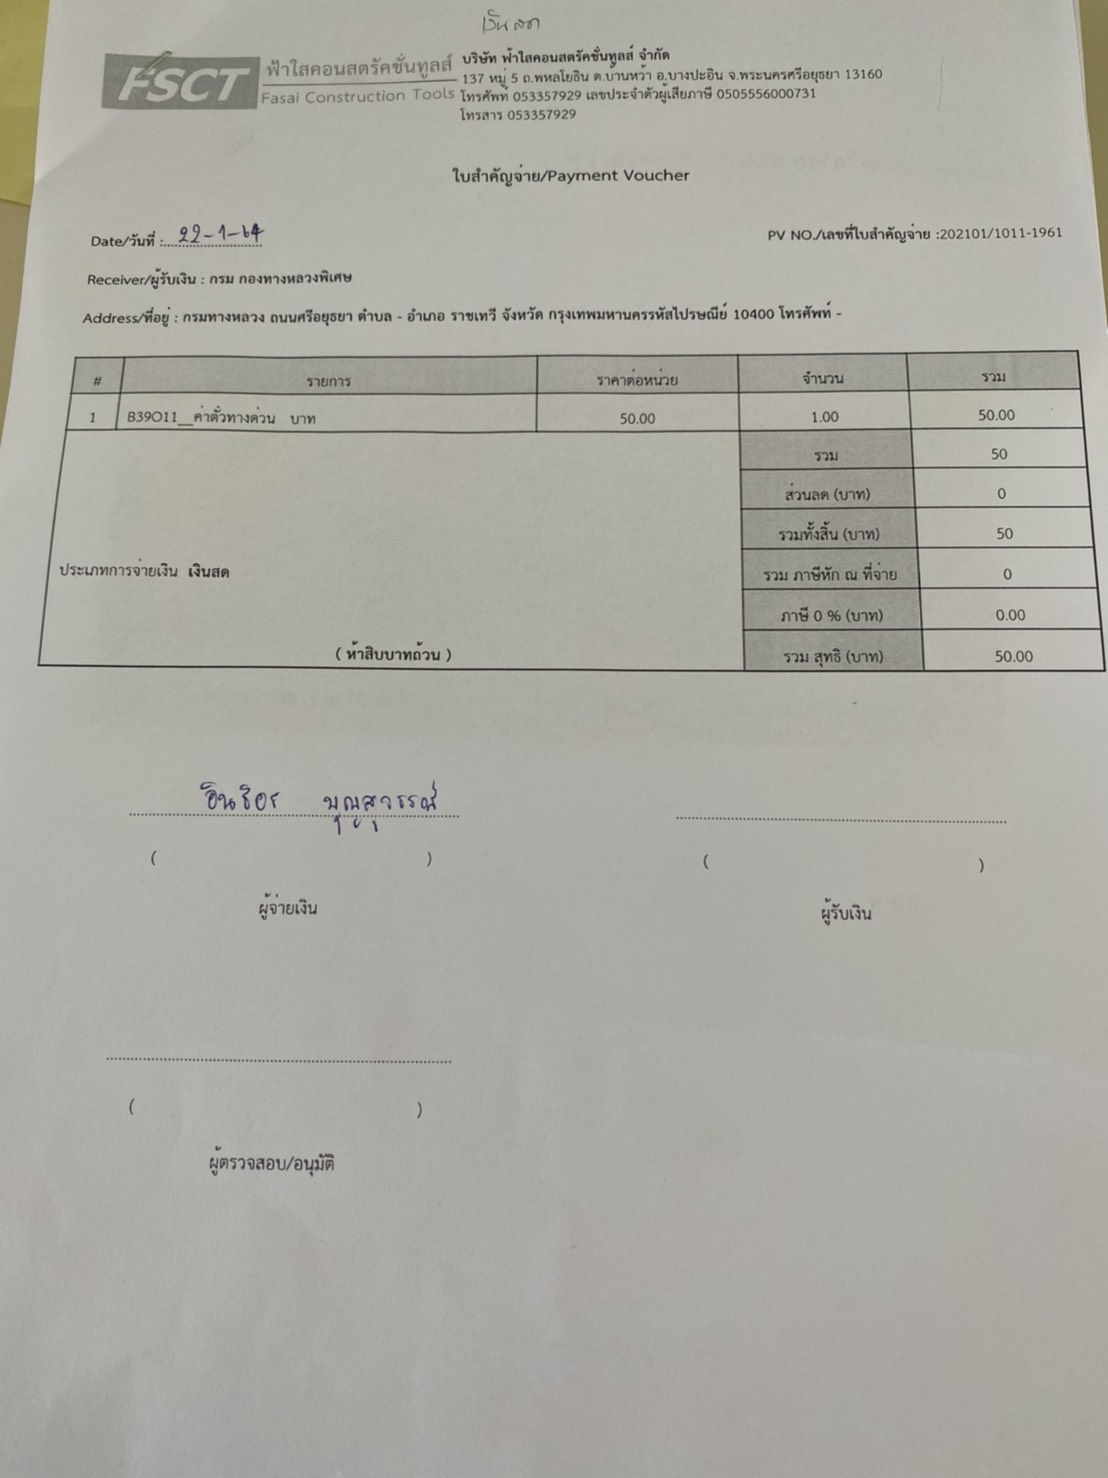 เงินสด
FSCT
ฟ้าใสคอนสตรัคชั่นทูลส์
Fasai Construction Tools
บริษัท ฟ้าใสคอนสตรัคชั่นทูลส์ จำกัด
137 หมู่ 5 ถ.พหลโยธิน ต.บ้านหว้า อ.บางปะอิน จ.พระนครศรีอยุธยา 13160
โทรศัพท์ 053357929 เลขประจำตัวผู้เสียภาษี 0505556000731
โทรสาร 053357929
ใบสำคัญจ่าย/Payment Voucher
Date/วันที่ : 22-1-64
PV NO./เลขที่ใบสำคัญจ่าย :202101/1011-1961
Receiver/ผู้รับเงิน : กรม กองทางหลวงพิเศษ
Address/ที่อยู่ : กรมทางหลวง ถนนศรีอยุธยา ตำบล - อำเภอ ราชเทวี จังหวัด กรุงเทพมหานครรหัสไปรษณีย์ 10400 โทรศัพท์ -
# รายการ ราคาต่อหน่วย จำนวน รวม
1 B39O11__ค่าตั๋วทางด่วน บาท 50.00 1.00 50.00
รวม 50
ส่วนลด (บาท) 0
รวมทั้งสิ้น (บาท) 50
ประเภทการจ่ายเงิน เงินสด
รวม ภาษีหัก ณ ที่จ่าย 0
ภาษี 0 % (บาท) 0.00
( ห้าสิบบาทถ้วน )
รวม สุทธิ (บาท) 50.00
อินธิอร บุญสุวรรณ์
( )
( )
ผู้จ่ายเงิน
ผู้รับเงิน
( )
ผู้ตรวจสอบ/อนุมัติ